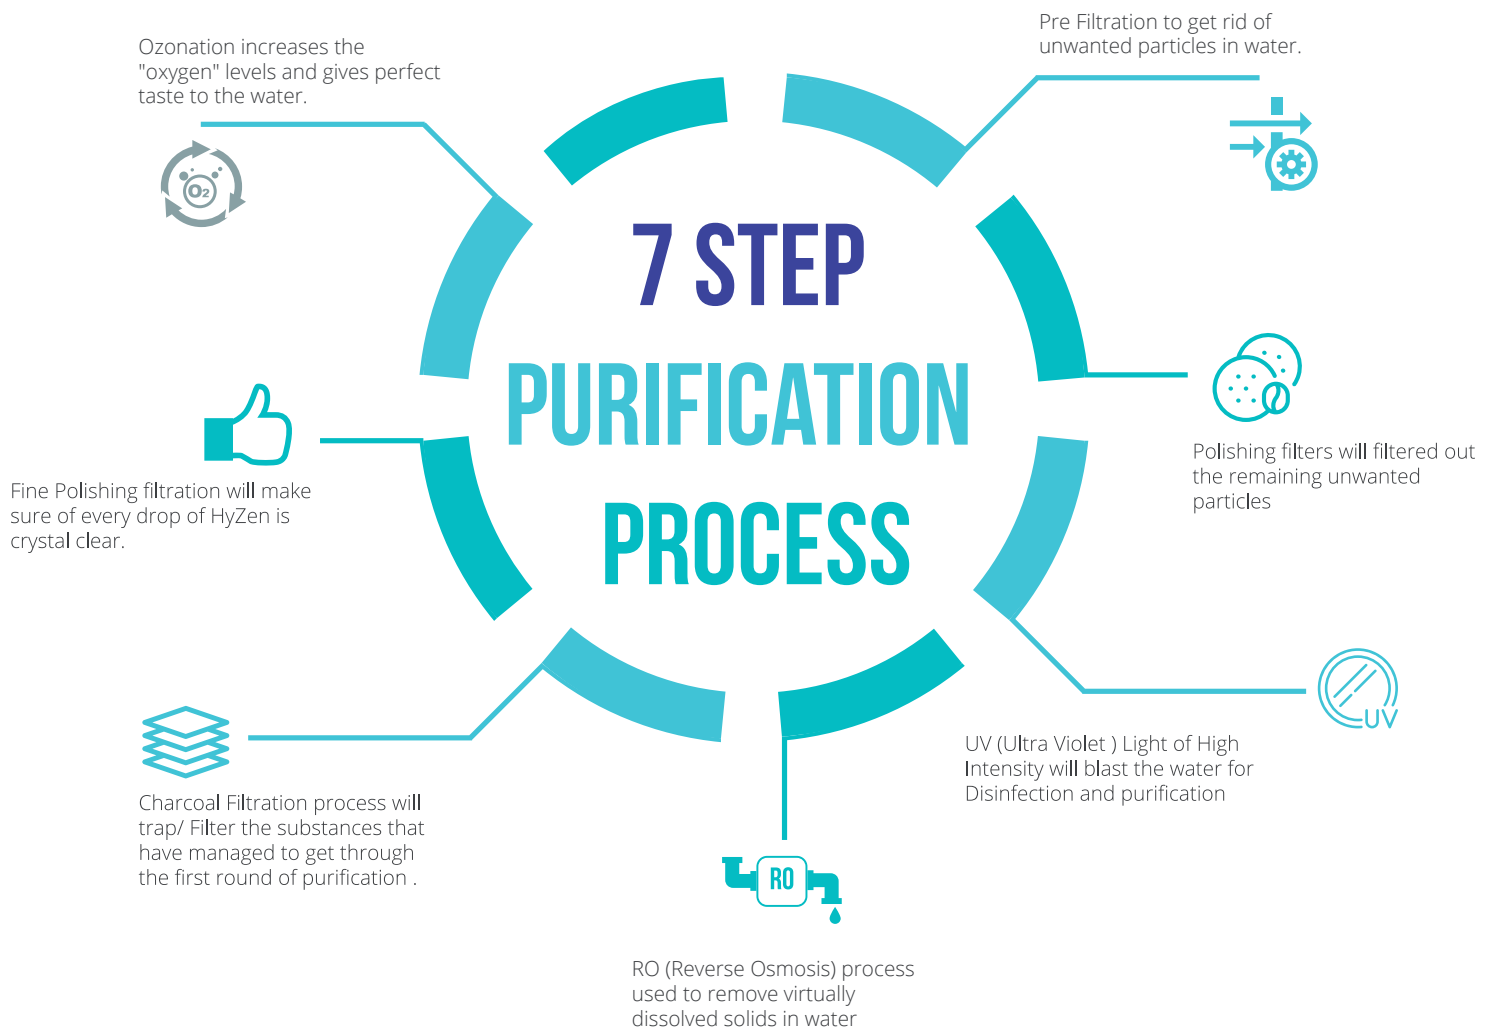 Ozonation increases the
"oxygen" levels and gives perfect
taste to the water.
O2
Pre Filtration to get rid of
unwanted particles in water.
7 STEP
PURIFICATION
PROCESS
Polishing filters will filtered out
the remaining unwanted
particles
UV
UV (Ultra Violet ) Light of High
Intensity will blast the water for
Disinfection and purification
RO
RO (Reverse Osmosis) process
used to remove virtually
dissolved solids in water
Charcoal Filtration process will
trap/ Filter the substances that
have managed to get through
the first round of purification .
Fine Polishing filtration will make
sure of every drop of HyZen is
crystal clear.